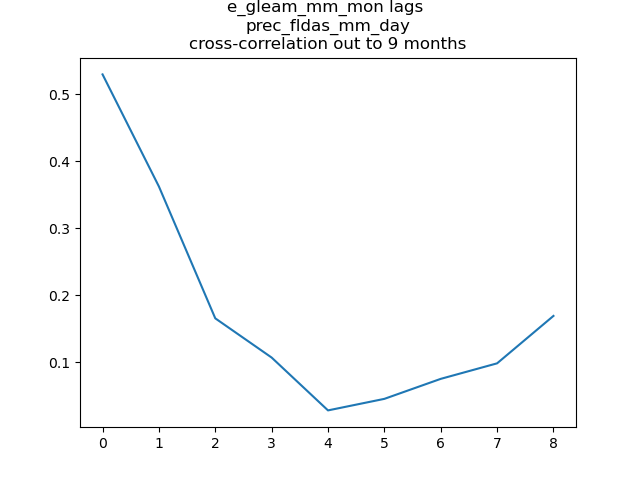 e_gleam_mm_mon lags
prec_fldas_mm_day
cross-correlation out to 9 months
0.5
0.4
0.3
0.2
0.1
0 1 2 3 4 5 6 7 8